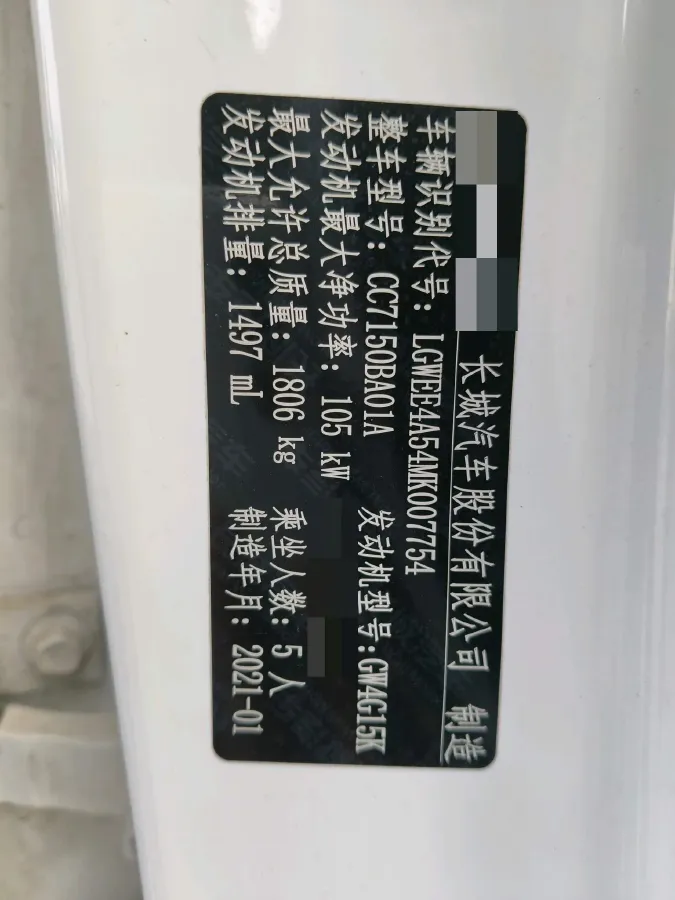 长城汽车股份有限公司 制造
车辆识别代号: LGWEE4A54MK007754
整车型号: CC7150BA01A 发动机型号:GW4G15K
发动机最大净功率: 105 kW
最大允许总质量: 1806 kg 乘坐人数: 5 人
发动机排量: 1497 mL 制造年月: 2021-01